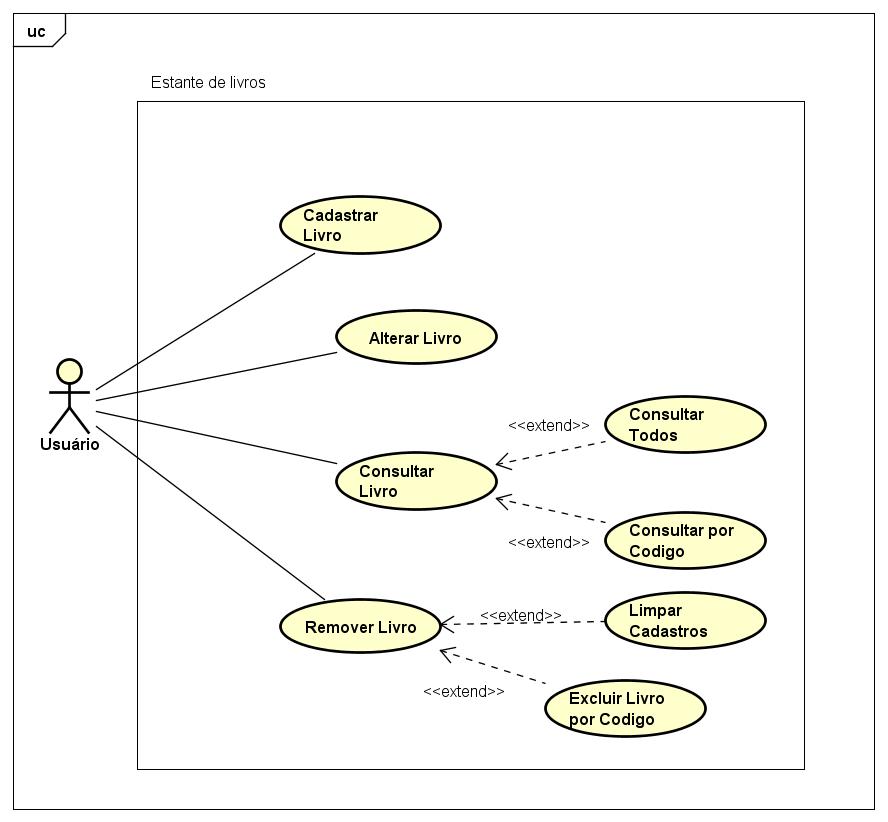 uc
Estante de livros
Cadastrar
Livro
Alterar Livro
Usuário
Consultar
Livro
<<extend>>
Consultar
Todos
<<extend>>
Consultar por
Codigo
Remover Livro
<<extend>>
Limpar
Cadastros
<<extend>>
Excluir Livro
por Codigo